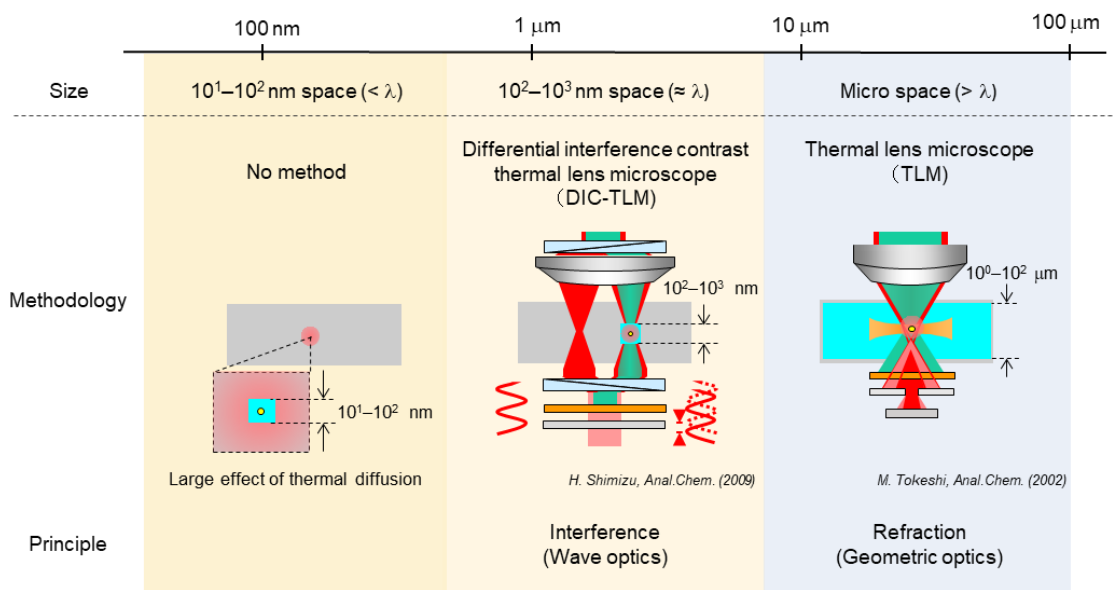 100 nm
1 μm
10 μm
100 μm
Size
10¹–10² nm space (< λ)
10²–10³ nm space (≈ λ)
Micro space (> λ)
Methodology
No method
10¹–10² nm
Large effect of thermal diffusion
Differential interference contrast
thermal lens microscope
(DIC-TLM)
10²–10³ nm
H. Shimizu, Anal.Chem. (2009)
Thermal lens microscope
(TLM)
10⁰–10² μm
M. Tokeshi, Anal.Chem. (2002)
Principle
Interference
(Wave optics)
Refraction
(Geometric optics)